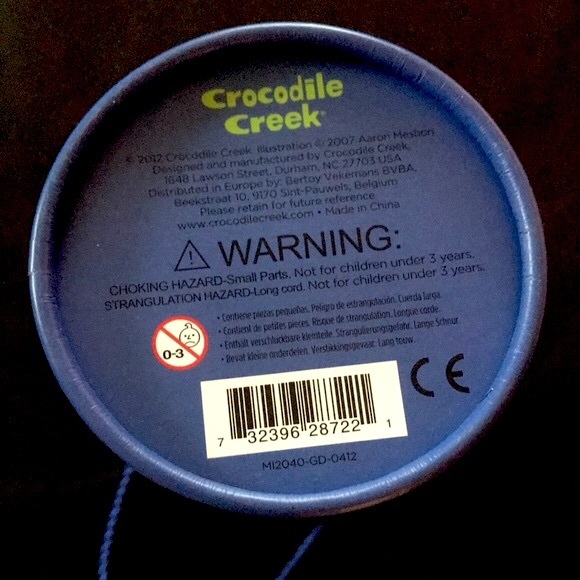 Crocodile
Creek®
© 2012 Crocodile Creek Illustration © 2007 Aaron Meshon
Designed and manufactured by Crocodile Creek,
1648 Lawson Street, Durham, NC 27703 USA
Distributed in Europe by: Bertoy Vekemans BVBA,
Beekstraat 10, 9170 Sint-Pauwels, Belgium
Please retain for future reference
www.crocodilecreek.com • Made in China
WARNING:
CHOKING HAZARD-Small Parts. Not for children under 3 years.
STRANGULATION HAZARD-Long cord. Not for children under 3 years.
• Contiene piezas pequeñas. Peligro de estrangulación. Cuerda larga.
• Contient de petites pieces. Risque de strangulation. Longue corde.
• Enthält verschluckbare kleinteile. Strangulierungsgefahr. Lange Schnur.
• Bevat kleine onderdelen. Verstikkingsgevaar. Lang touw.
0-3
CE
7 32396 28722 1
MI2040-GD-0412